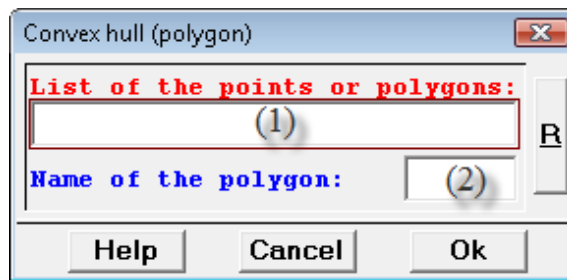 Convex hull (polygon)
List of the points or polygons:
(1)
R
Name of the polygon: (2)
Help Cancel Ok